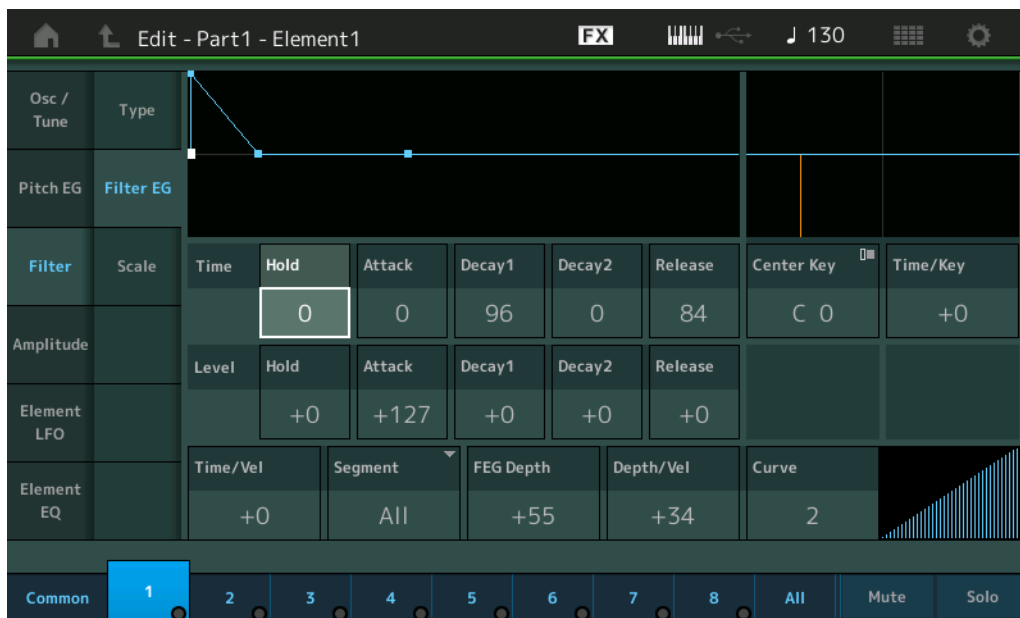 Edit - Part1 - Element1
FX
♩ 130
Osc /
Tune
Type
Pitch EG
Filter EG
Filter
Scale
Time
Hold
Attack
Decay1
Decay2
Release
Center Key
Time/Key
0
0
96
0
84
C 0
+0
Amplitude
Level
Hold
Attack
Decay1
Decay2
Release
+0
+127
+0
+0
+0
Element
LFO
Time/Vel
Segment
FEG Depth
Depth/Vel
Curve
+0
All
+55
+34
2
Element
EQ
Common
1
2
3
4
5
6
7
8
All
Mute
Solo